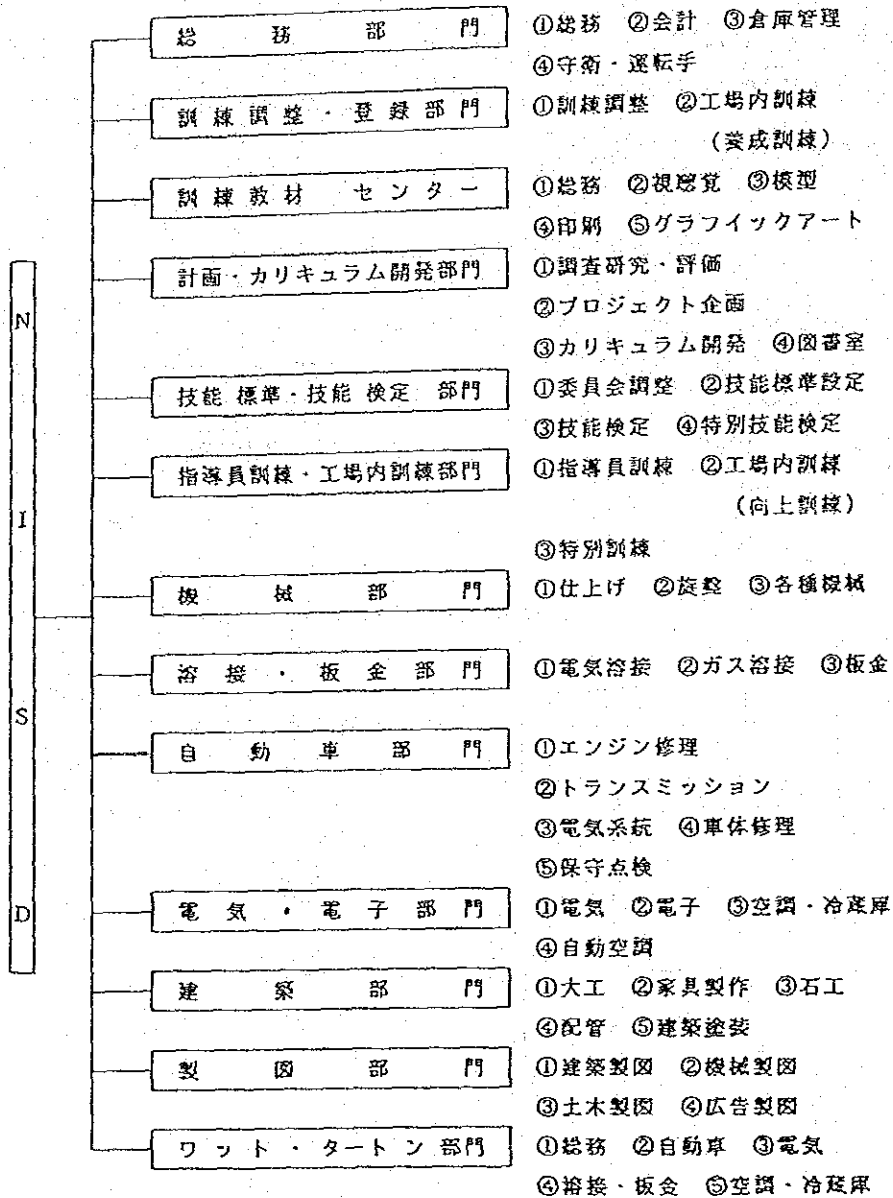 総務部門 ①総務 ②会計 ③倉庫管理
④守衛・運転手
訓練調整・登録部門 ①訓練調整 ②工場内訓練
(養成訓練)
訓練教材 センター ①総務 ②視聴覚 ③模型
④印刷 ⑤グラフイックアート
計画・カリキュラム開発部門 ①調査研究・評価
②プロジェクト企画
③カリキュラム開発 ④図書室
技能標準・技能検定 部門 ①委員会調整 ②技能標準設定
③技能検定 ④特別技能検定
指導員訓練・工場内訓練部門 ①指導員訓練 ②工場内訓練
(向上訓練)
③特別訓練
機械部門 ①仕上げ ②旋盤 ③各種機械
溶接・板金部門 ①電気溶接 ②ガス溶接 ③板金
自動車部門 ①エンジン修理
②トランスミッション
③電気系統 ④車体修理
⑤保守点検
電気・電子部門 ①電気 ②電子 ③空調・冷蔵庫
④自動空調
建築部門 ①大工 ②家具製作 ③石工
④配管 ⑤建築塗装
製図部門 ①建築製図 ②機械製図
③土木製図 ④広告製図
ワット・タートン部門 ①総務 ②自動車 ③電気
④溶接・板金 ⑤空調・冷蔵庫
NISD